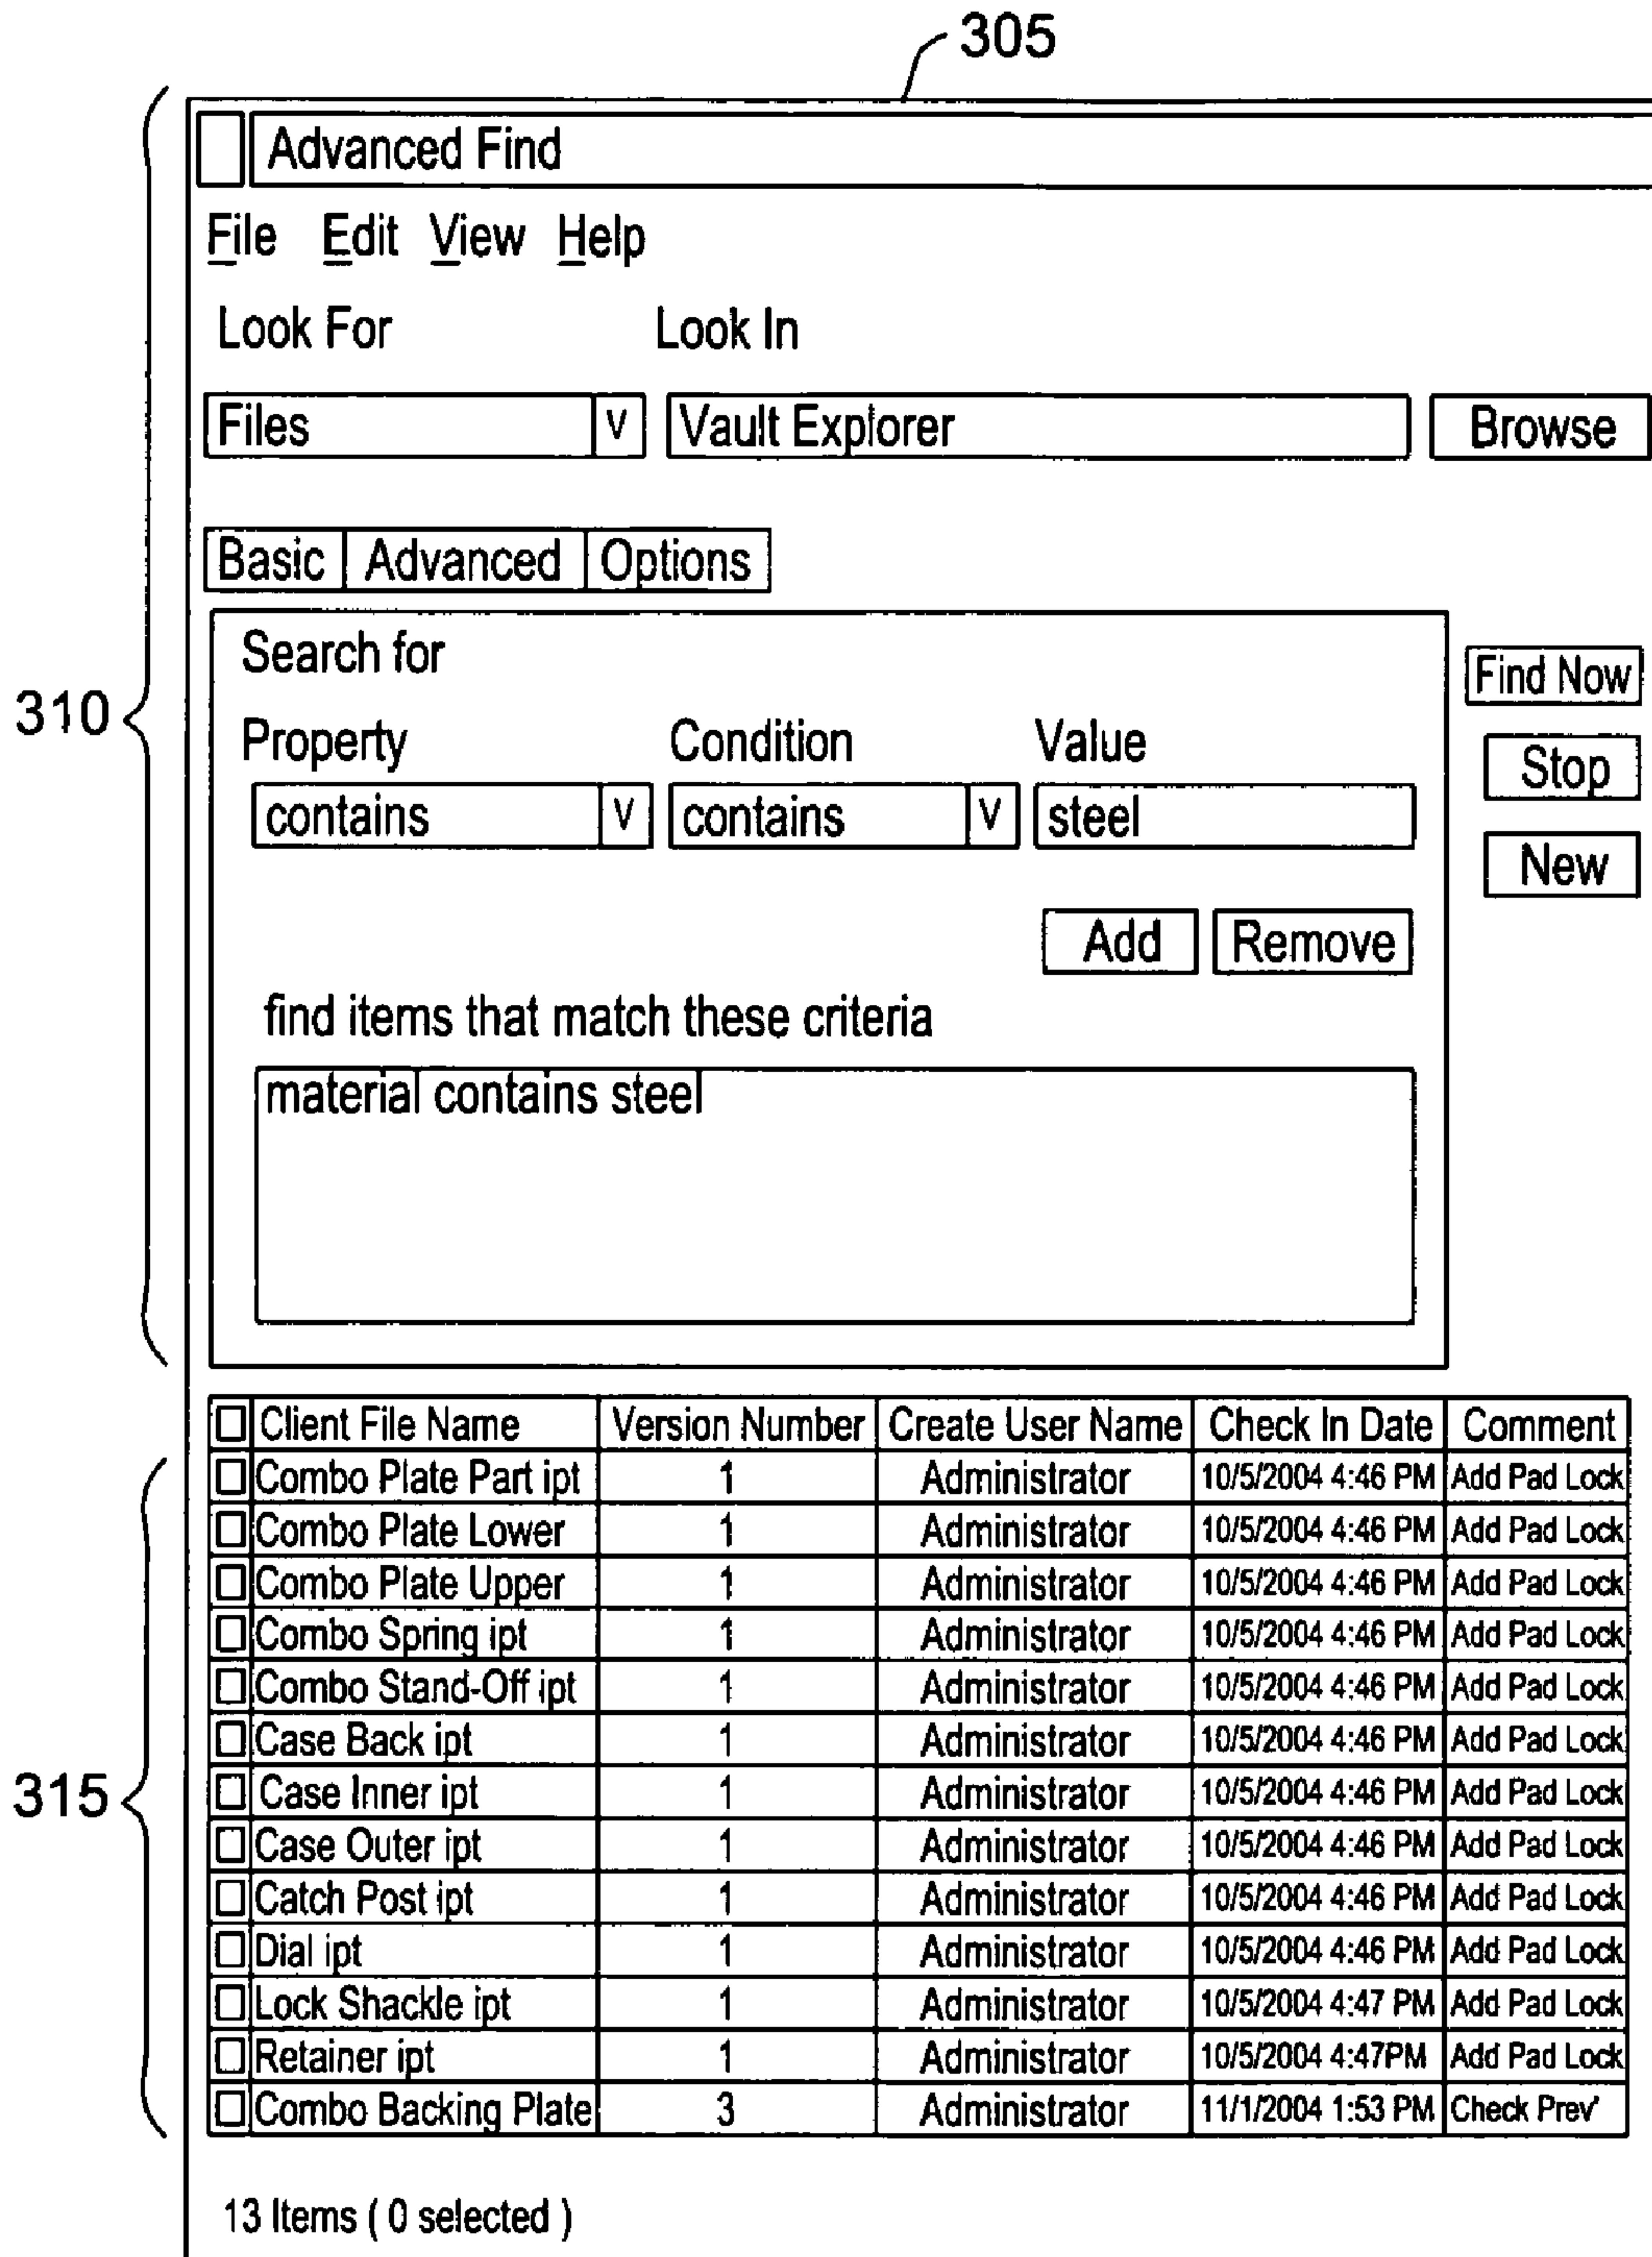 305
Advanced Find
File Edit View Help
Look For Look In
Files V Vault Explorer Browse
Basic Advanced Options
310
Search for
Find Now
Property Condition Value
Stop
contains V contains V steel
New
Add Remove
find items that match these criteria
material contains steel
Client File Name Version Number Create User Name Check In Date Comment
Combo Plate Part ipt 1 Administrator 10/5/2004 4:46 PM Add Pad Lock
Combo Plate Lower 1 Administrator 10/5/2004 4:46 PM Add Pad Lock
Combo Plate Upper 1 Administrator 10/5/2004 4:46 PM Add Pad Lock
Combo Spring ipt 1 Administrator 10/5/2004 4:46 PM Add Pad Lock
Combo Stand-Off ipt 1 Administrator 10/5/2004 4:46 PM Add Pad Lock
Case Back ipt 1 Administrator 10/5/2004 4:46 PM Add Pad Lock
315
Case Inner ipt 1 Administrator 10/5/2004 4:46 PM Add Pad Lock
Case Outer ipt 1 Administrator 10/5/2004 4:46 PM Add Pad Lock
Catch Post ipt 1 Administrator 10/5/2004 4:46 PM Add Pad Lock
Dial ipt 1 Administrator 10/5/2004 4:46 PM Add Pad Lock
Lock Shackle ipt 1 Administrator 10/5/2004 4:47 PM Add Pad Lock
Retainer ipt 1 Administrator 10/5/2004 4:47PM Add Pad Lock
Combo Backing Plate 3 Administrator 11/1/2004 1:53 PM Check Prev'
13 Items ( 0 selected )